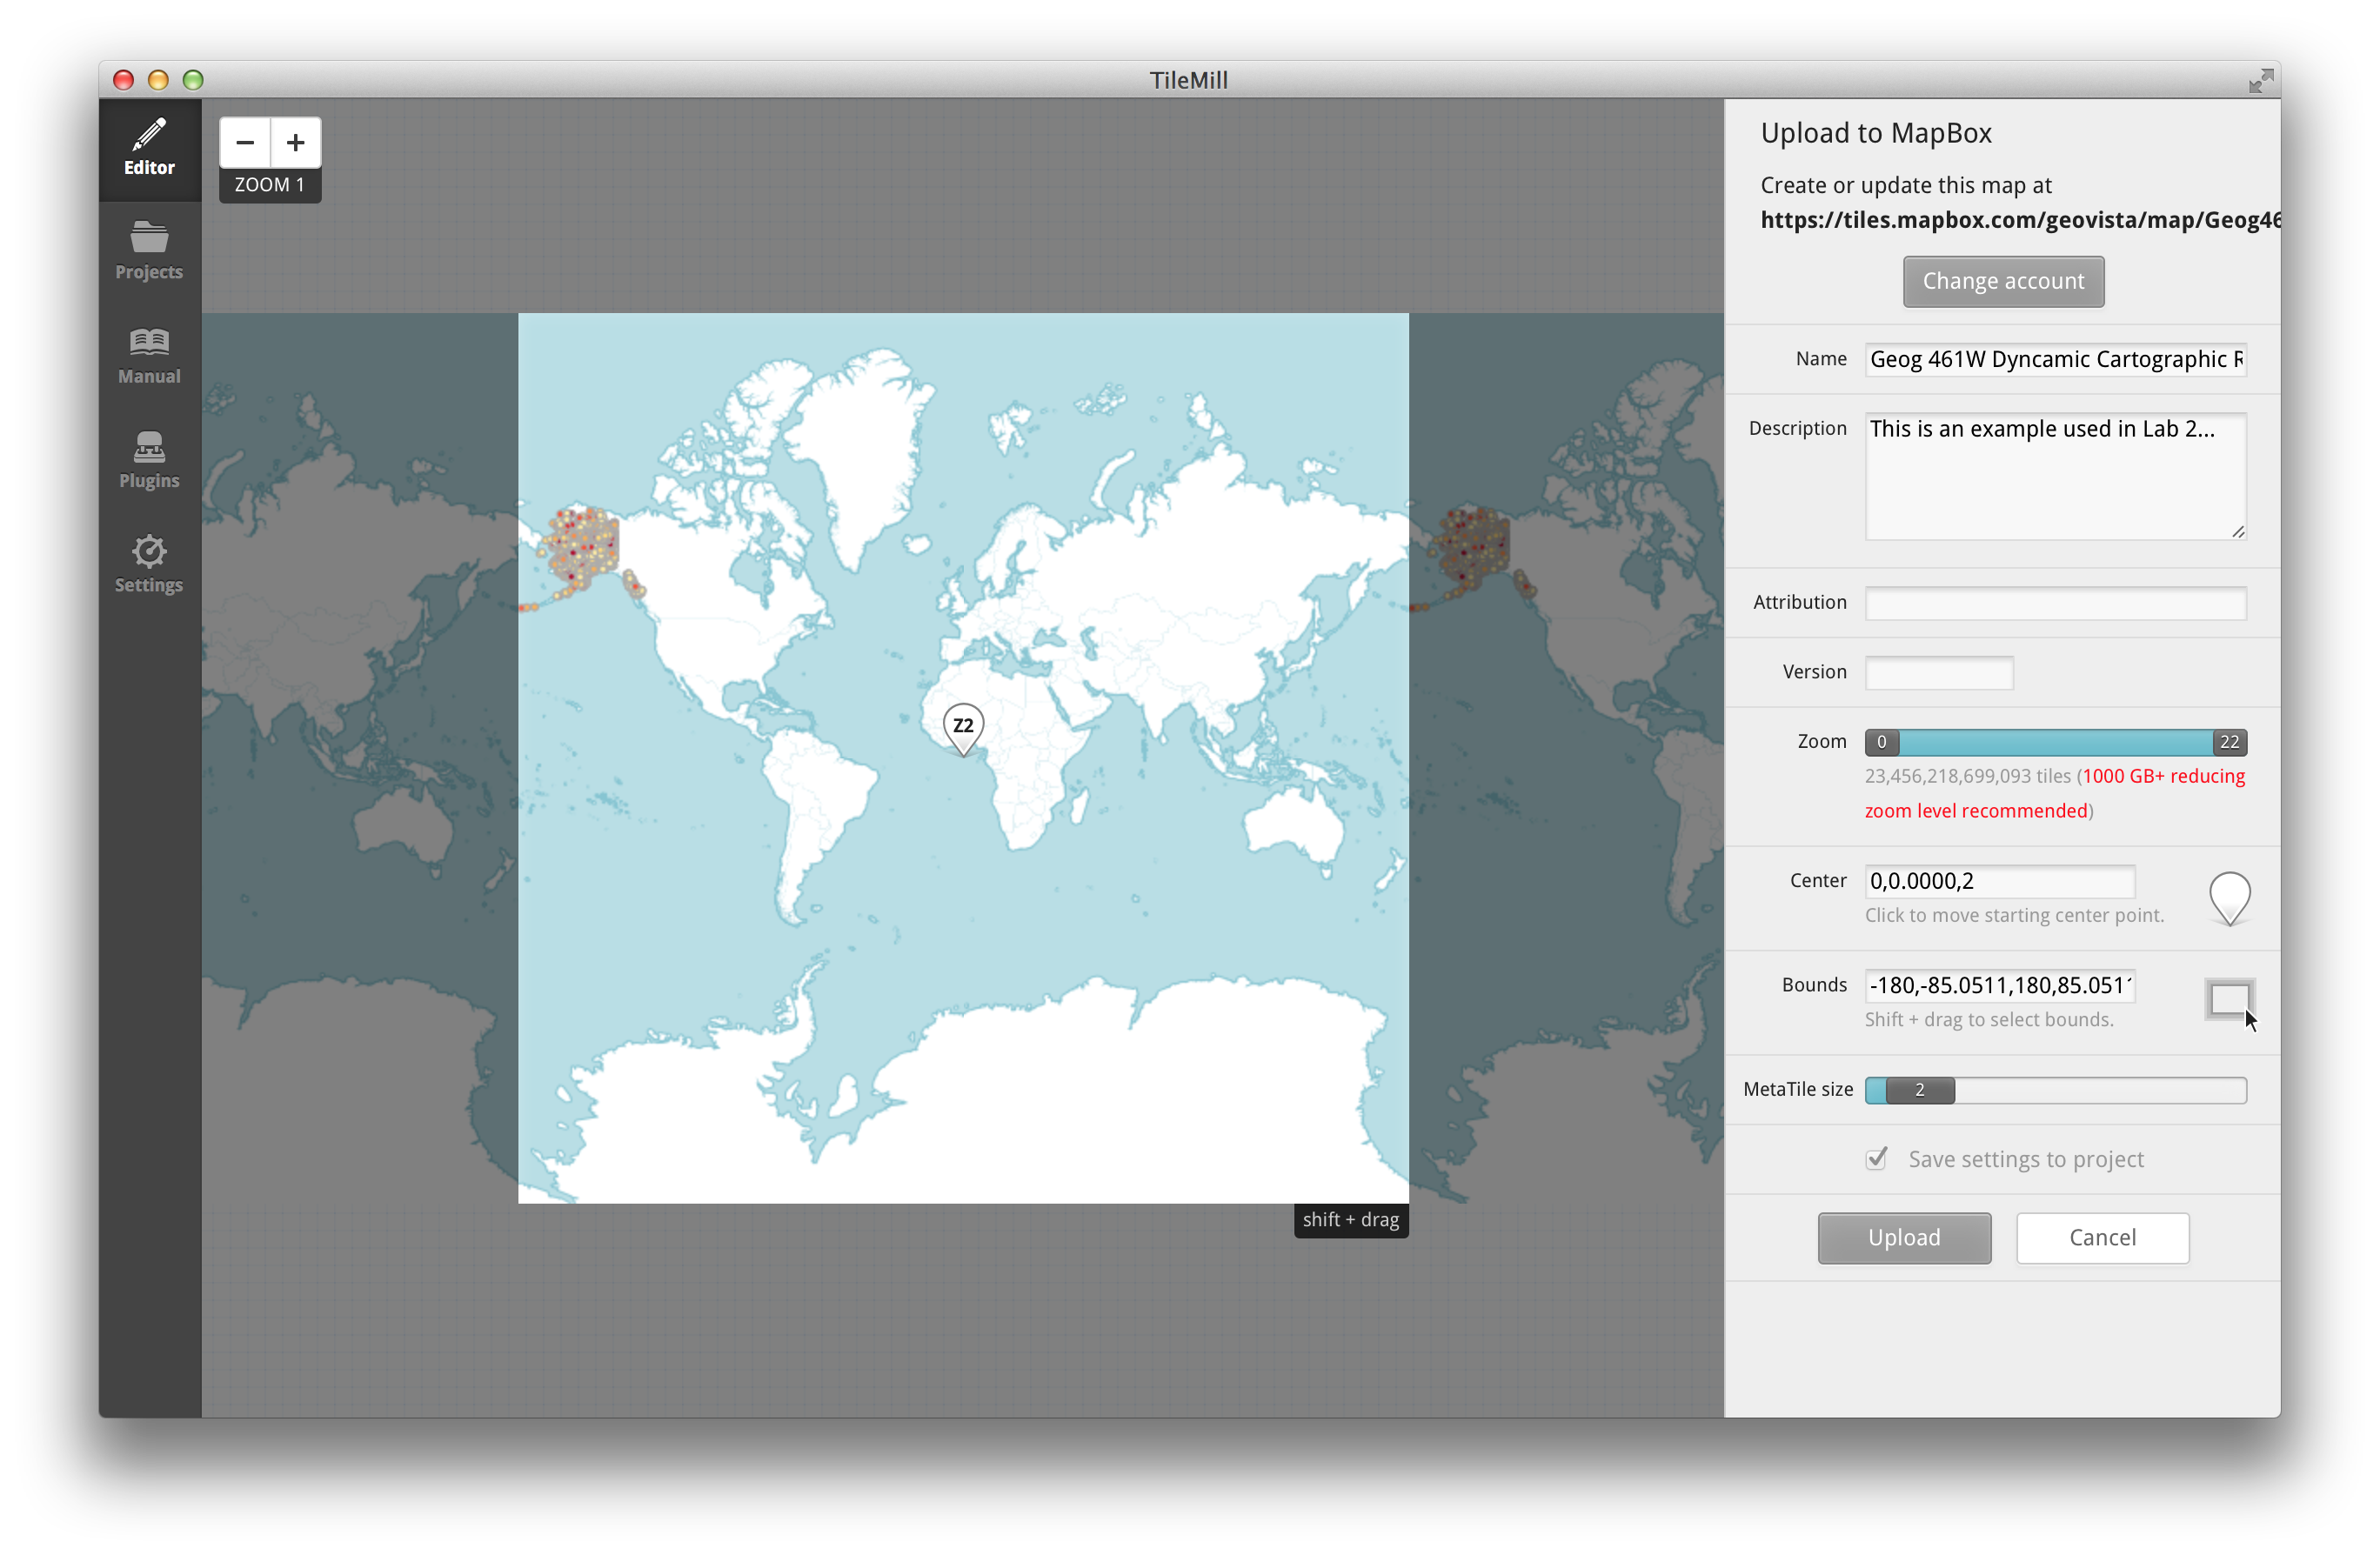 TileMill
Editor
Projects
Manual
Plugins
Settings
− +
ZOOM 1
Z2
shift + drag
Upload to MapBox
Create or update this map at
https://tiles.mapbox.com/geovista/map/Geog46
Change account
Name Geog 461W Dyncamic Cartographic R
Description This is an example used in Lab 2...
Attribution
Version
Zoom 0 22
23,456,218,699,093 tiles (1000 GB+ reducing
zoom level recommended)
Center 0,0.0000,2
Click to move starting center point.
Bounds -180,-85.0511,180,85.051
Shift + drag to select bounds.
MetaTile size 2
Save settings to project
Upload Cancel